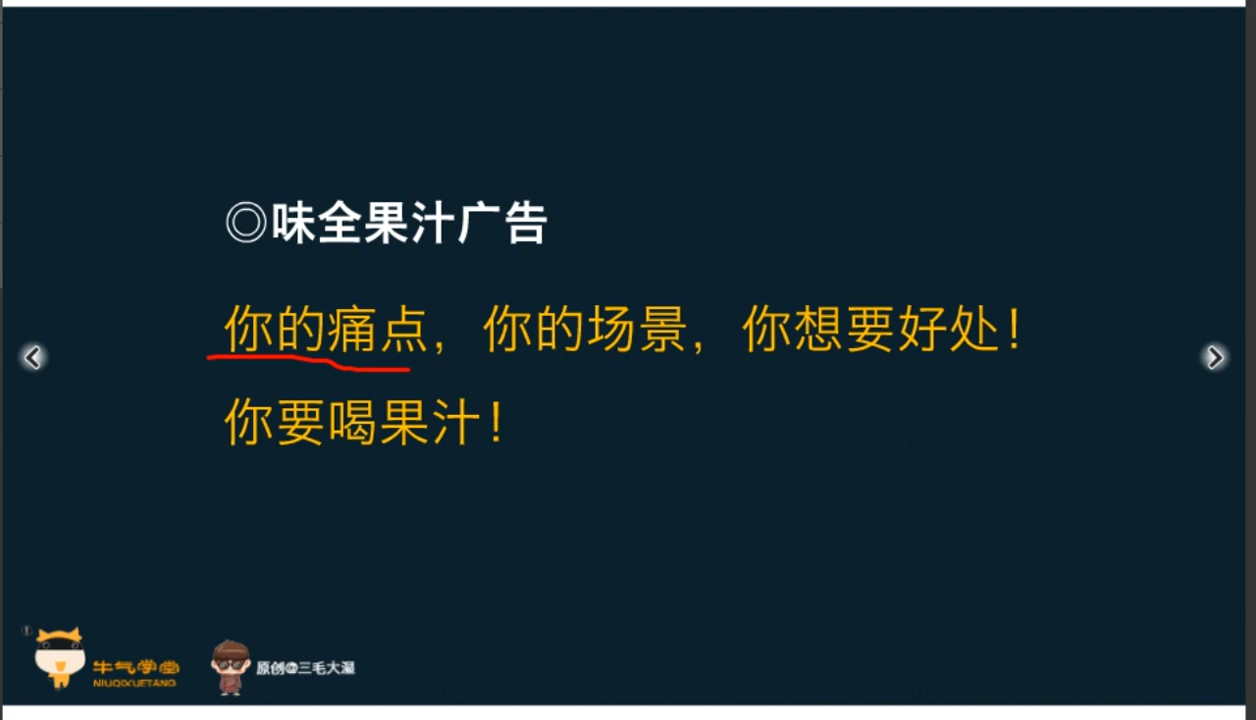 ◎味全果汁广告
你的痛点，你的场景，你想要好处！
你要喝果汁！
牛气学堂
NIUQIXUETANG
原创@三毛大湿